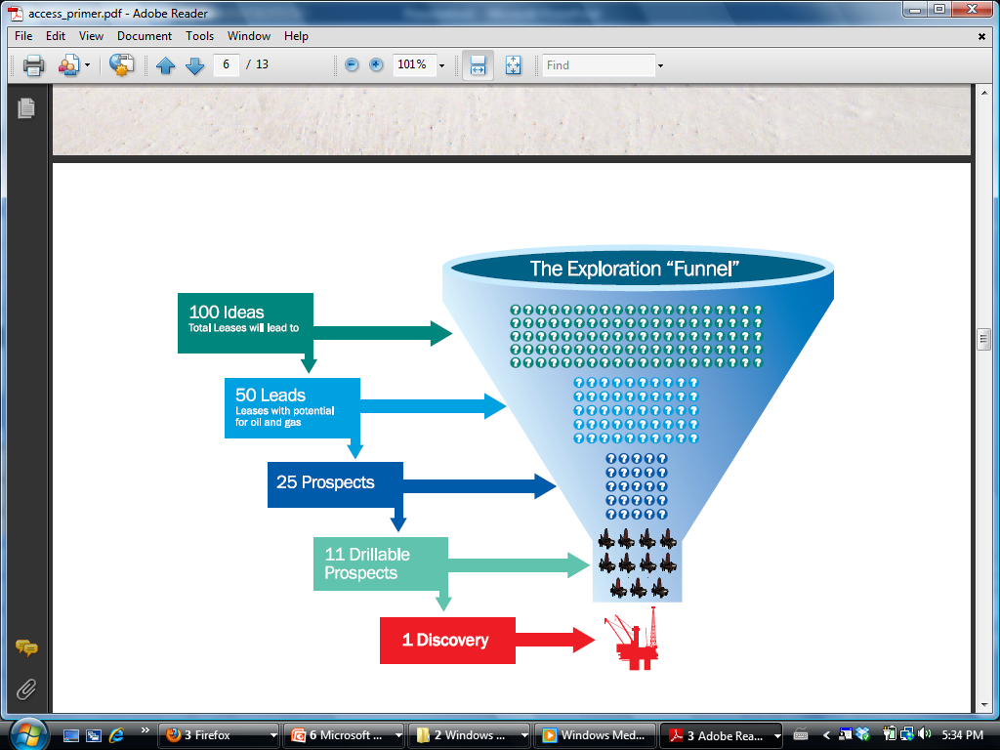 access_primer.pdf - Adobe Reader
File Edit View Document Tools Window Help
6 / 13 101% Find
The Exploration “Funnel”
100 Ideas
Total Leases will lead to
50 Leads
Leases with potential
for oil and gas
25 Prospects
11 Drillable
Prospects
1 Discovery
3 Firefox 6 Microsoft ... 2 Windows ... Windows Med... 3 Adobe Rea... 5:34 PM